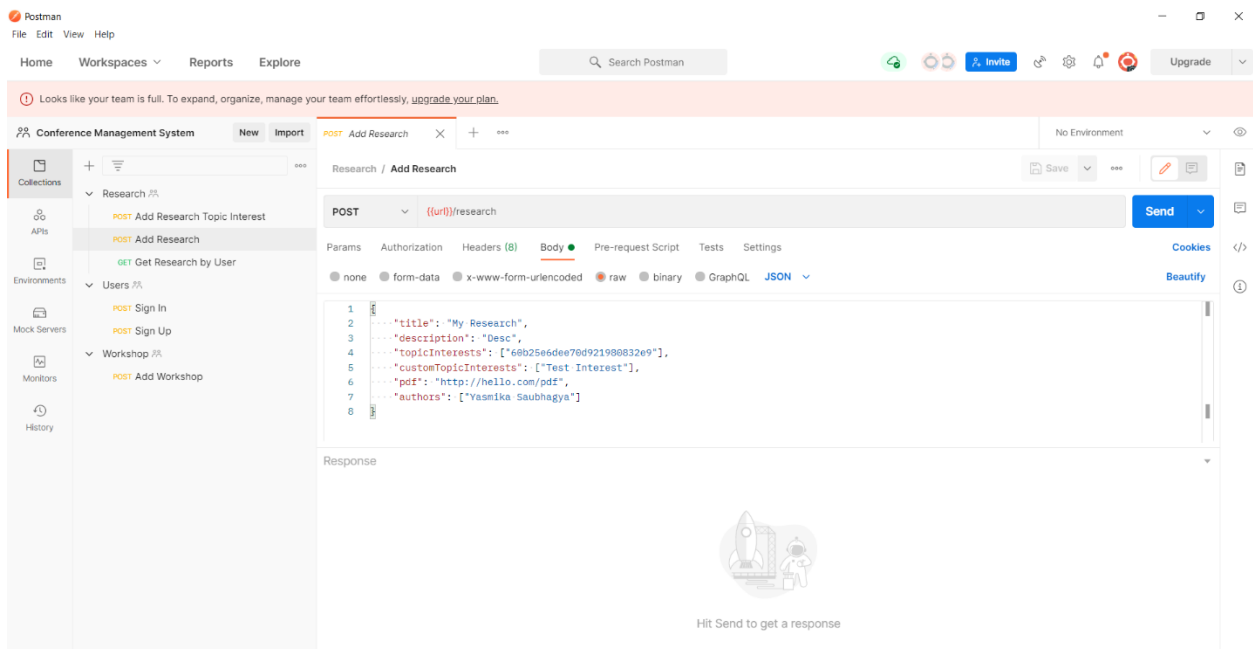 Postman
File Edit View Help
Home Workspaces Reports Explore Search Postman Invite Upgrade
Looks like your team is full. To expand, organize, manage your team effortlessly, upgrade your plan.
Conference Management System New Import POST Add Research No Environment
Collections
APIs
Environments
Mock Servers
Monitors
History
Research
POST Add Research Topic Interest
POST Add Research
GET Get Research by User
Users
POST Sign In
POST Sign Up
Workshop
POST Add Workshop
Research / Add Research Save
POST {{url}}/research Send
Params Authorization Headers (8) Body Pre-request Script Tests Settings Cookies
none form-data x-www-form-urlencoded raw binary GraphQL JSON Beautify
1 {
2 "title": "My Research",
3 "description": "Desc",
4 "topicInterests": ["60b25e6dee70d921980832e9"],
5 "customTopicInterests": ["Test Interest"],
6 "pdf": "http://hello.com/pdf",
7 "authors": ["Yasmika Saubhagya"]
8 }
Response
Hit Send to get a response